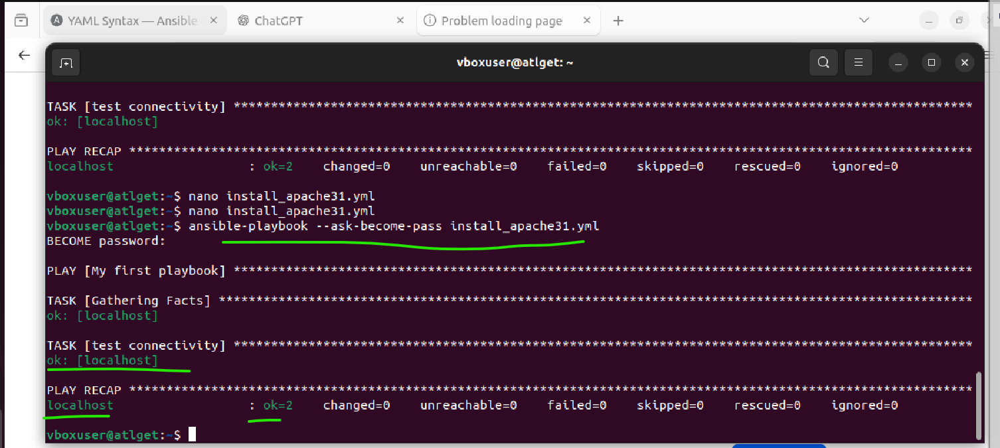 YAML Syntax — Ansible
ChatGPT
Problem loading page
vboxuser@atlget: ~
TASK [test connectivity] ***************************************************************************************************
ok: [localhost]
PLAY RECAP *****************************************************************************************************************
localhost                  : ok=2    changed=0    unreachable=0    failed=0    skipped=0    rescued=0    ignored=0
vboxuser@atlget:~$ nano install_apache31.yml
vboxuser@atlget:~$ nano install_apache31.yml
vboxuser@atlget:~$ ansible-playbook --ask-become-pass install_apache31.yml
BECOME password:
PLAY [My first playbook] ***************************************************************************************************
TASK [Gathering Facts] *****************************************************************************************************
ok: [localhost]
TASK [test connectivity] ***************************************************************************************************
ok: [localhost]
PLAY RECAP *****************************************************************************************************************
localhost                  : ok=2    changed=0    unreachable=0    failed=0    skipped=0    rescued=0    ignored=0
vboxuser@atlget:~$